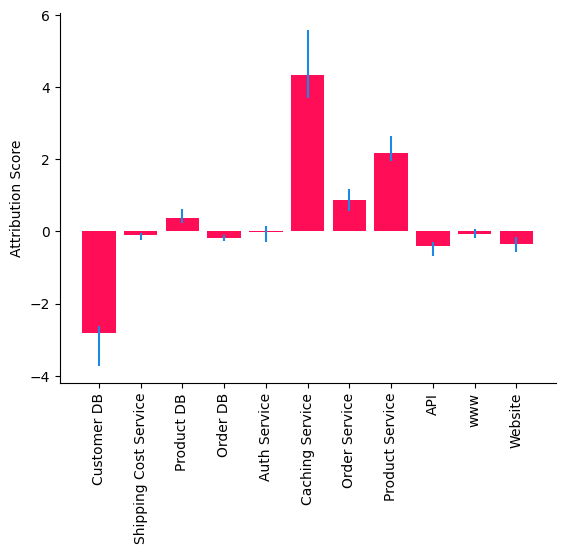 6
4
2
0
−2
−4
Attribution Score
Customer DB
Shipping Cost Service
Product DB
Order DB
Auth Service
Caching Service
Order Service
Product Service
API
www
Website